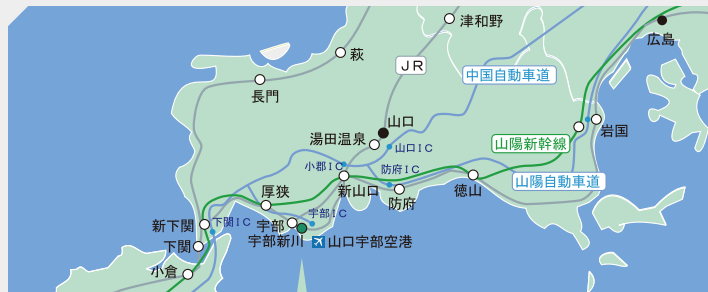 津和野
広島
萩
JR
中国自動車道
長門
山口
岩国
湯田温泉
山口IC
山陽新幹線
小郡IC
防府IC
山陽自動車道
新山口
徳山
厚狭
防府
宇部IC
下関IC
新下関
宇部
下関
宇部新川
山口宇部空港
小倉